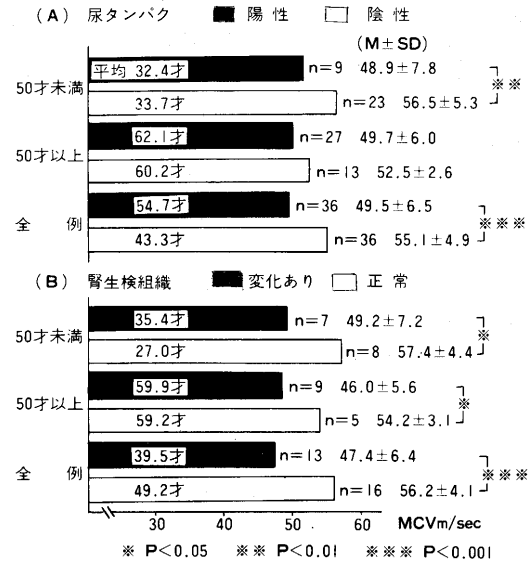 (A) 尿タンパク ■ 陽性 □ 陰性
(M±SD)
50才未満
平均 32.4才 n=9 48.9±7.8
33.7才 n=23 56.5±5.3
※※
50才以上
62.1才 n=27 49.7±6.0
60.2才 n=13 52.5±2.6
全例
54.7才 n=36 49.5±6.5
43.3才 n=36 55.1±4.9
※※※
(B) 腎生検組織 ■ 変化あり □ 正常
50才未満
35.4才 n=7 49.2±7.2
27.0才 n=8 57.4±4.4
※
50才以上
59.9才 n=9 46.0±5.6
59.2才 n=5 54.2±3.1
※
全例
39.5才 n=13 47.4±6.4
49.2才 n=16 56.2±4.1
※※※
30 40 50 60 MCVm/sec
※ P<0.05 ※※ P<0.01 ※※※ P<0.001